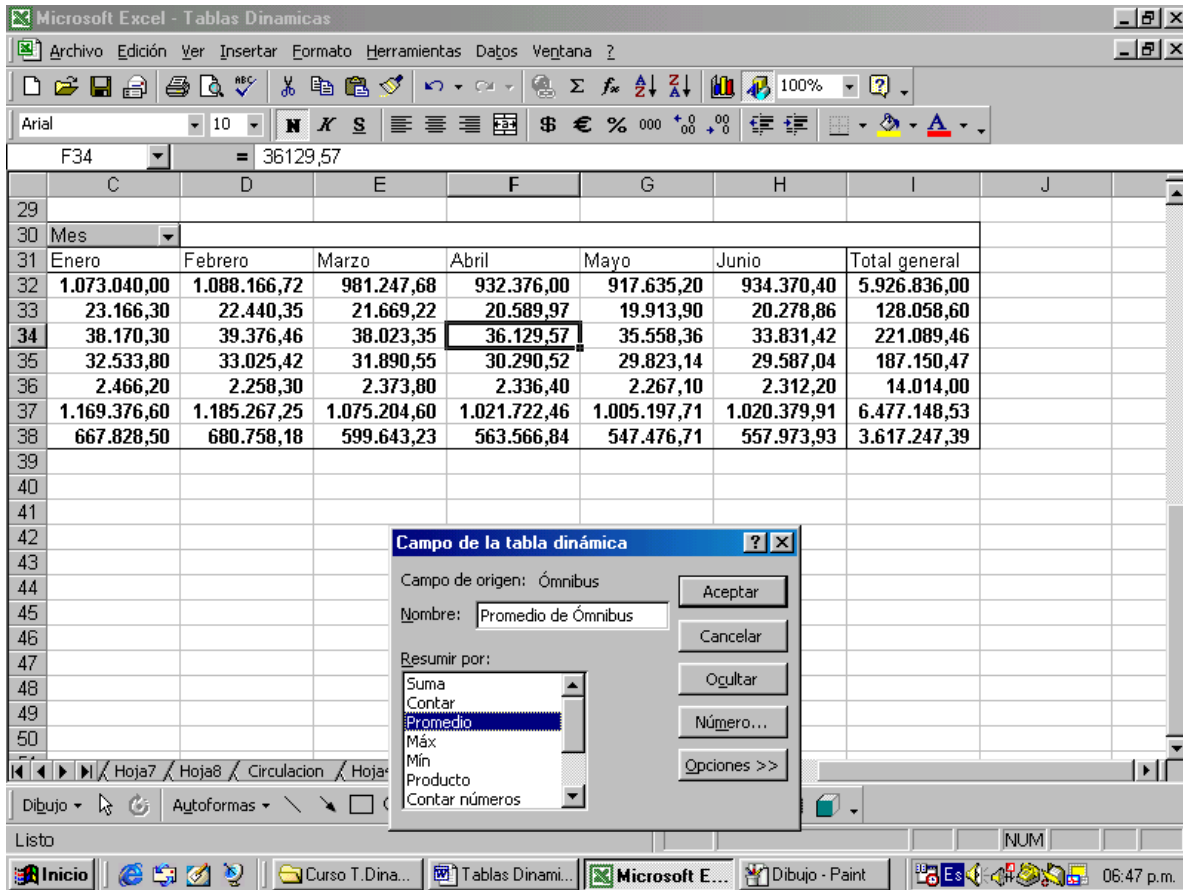 Microsoft Excel - Tablas Dinamicas
Archivo Edición Ver Insertar Formato Herramientas Datos Ventana ?
100%
Arial 10 N K S $ € % 000
F34 = 36129,57
C D E F G H I J
29
30 Mes
31 Enero Febrero Marzo Abril Mayo Junio Total general
32 1.073.040,00 1.088.166,72 981.247,68 932.376,00 917.635,20 934.370,40 5.926.836,00
33 23.166,30 22.440,35 21.669,22 20.589,97 19.913,90 20.278,86 128.058,60
34 38.170,30 39.376,46 38.023,35 36.129,57 35.558,36 33.831,42 221.089,46
35 32.533,80 33.025,42 31.890,55 30.290,52 29.823,14 29.587,04 187.150,47
36 2.466,20 2.258,30 2.373,80 2.336,40 2.267,10 2.312,20 14.014,00
37 1.169.376,60 1.185.267,25 1.075.204,60 1.021.722,46 1.005.197,71 1.020.379,91 6.477.148,53
38 667.828,50 680.758,18 599.643,23 563.566,84 547.476,71 557.973,93 3.617.247,39
39
40
41
42
43
44
45
46
47
48
49
50
Campo de la tabla dinámica
Campo de origen: Ómnibus
Nombre: Promedio de Ómnibus
Resumir por:
Suma
Contar
Promedio
Máx
Mín
Producto
Contar números
Aceptar
Cancelar
Ocultar
Número...
Opciones >>
Hoja7 Hoja8 Circulacion
Dibujo Autoformas
Listo NUM
Inicio Curso T.Dina... Tablas Dinami... Microsoft E... Dibujo - Paint Es 06:47 p.m.